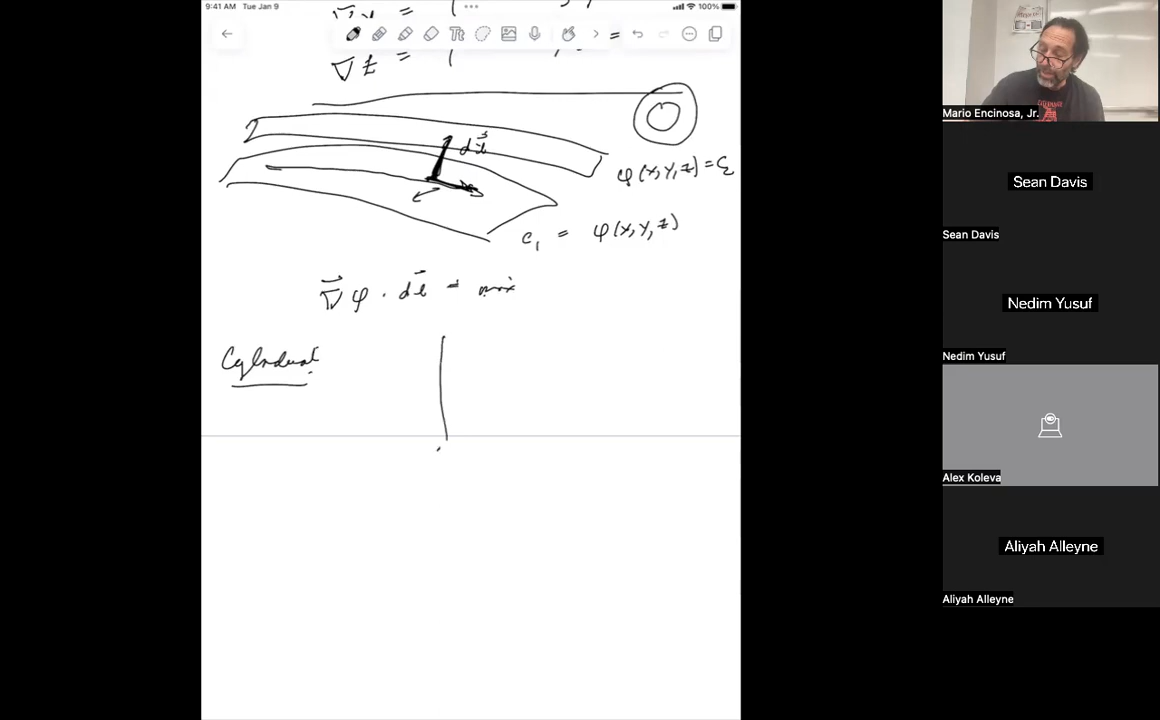 9:41 AM Tue Jan 9
100%
=
∇z =
dl⃗
φ(x,y,z) = c₂
c₁ = φ(x,y,z)
∇⃗φ · dl⃗ = max
Mario Encinosa, Jr.
Sean Davis
Sean Davis
Nedim Yusuf
Nedim Yusuf
Alex Koleva
Aliyah Alleyne
Aliyah Alleyne